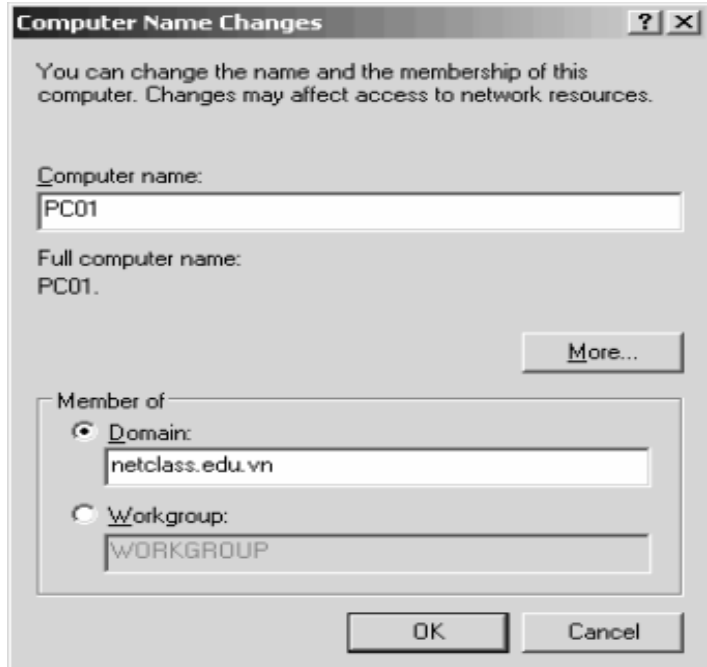 Computer Name Changes
You can change the name and the membership of this
computer. Changes may affect access to network resources.
Computer name:
PC01
Full computer name:
PC01.
More...
Member of
Domain:
netclass.edu.vn
Workgroup:
WORKGROUP
OK Cancel